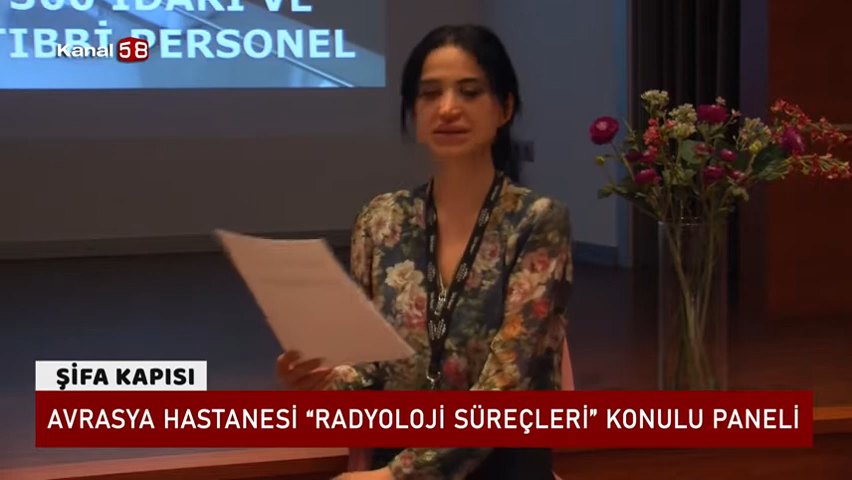 İDARİ VE
TIBBİ PERSONEL
Kanal 58
ŞİFA KAPISI
AVRASYA HASTANESİ “RADYOLOJİ SÜREÇLERİ” KONULU PANELİ